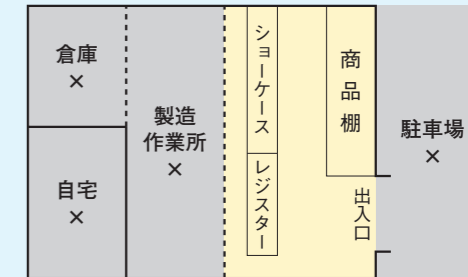 倉庫
×
自宅
×
製造
作業所
×
ショーケース
レジスター
商品棚
出入口
駐車場
×